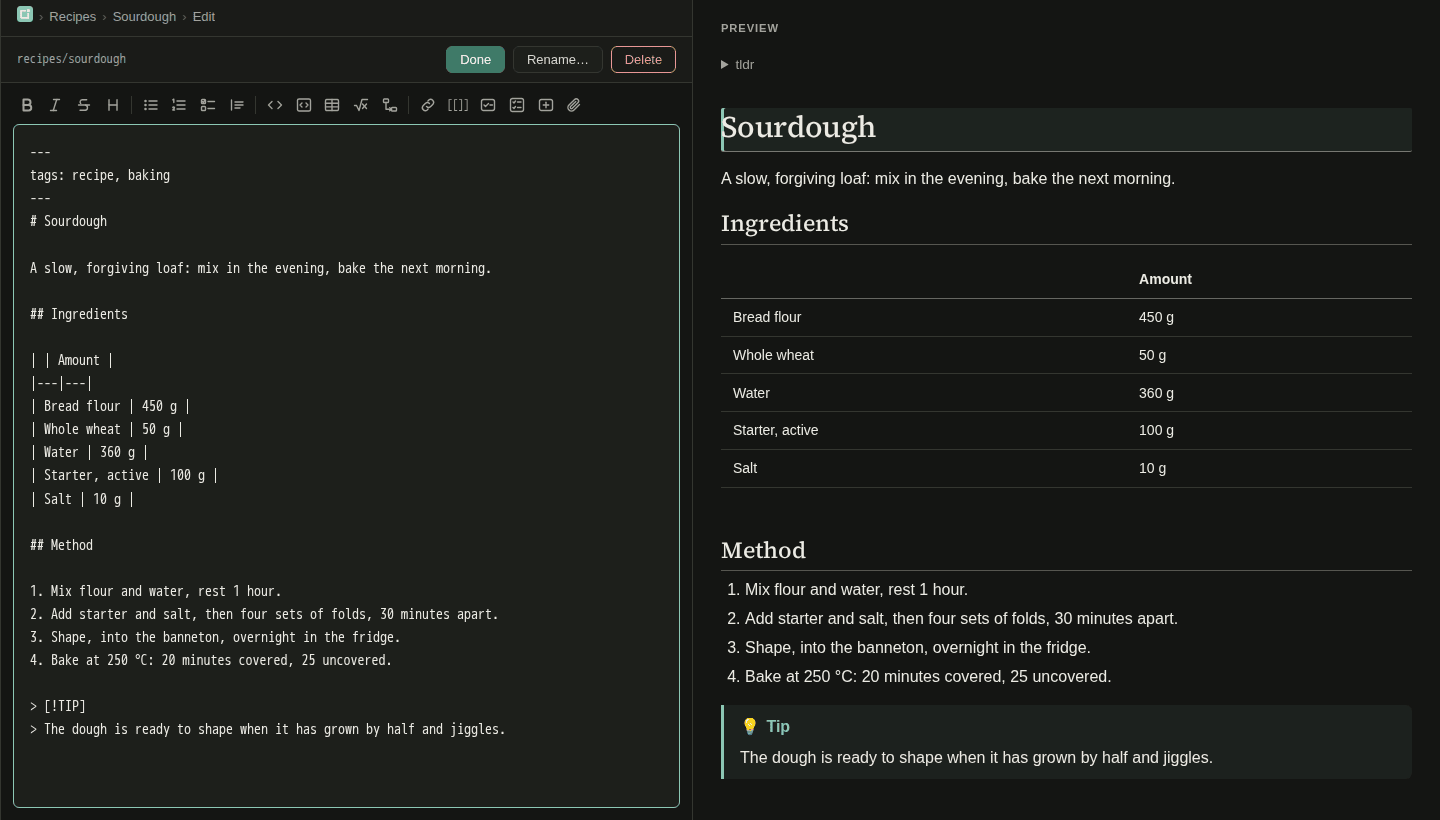 › Recipes › Sourdough › Edit
recipes/sourdough
Done
Rename…
Delete
[[]]
---
tags: recipe, baking
---
# Sourdough
A slow, forgiving loaf: mix in the evening, bake the next morning.
## Ingredients
| | Amount |
|---|---|
| Bread flour | 450 g |
| Whole wheat | 50 g |
| Water | 360 g |
| Starter, active | 100 g |
| Salt | 10 g |
## Method
1. Mix flour and water, rest 1 hour.
2. Add starter and salt, then four sets of folds, 30 minutes apart.
3. Shape, into the banneton, overnight in the fridge.
4. Bake at 250 °C: 20 minutes covered, 25 uncovered.
> [!TIP]
> The dough is ready to shape when it has grown by half and jiggles.
PREVIEW
tldr
Sourdough
A slow, forgiving loaf: mix in the evening, bake the next morning.
Ingredients
Amount
Bread flour 450 g
Whole wheat 50 g
Water 360 g
Starter, active 100 g
Salt 10 g
Method
1. Mix flour and water, rest 1 hour.
2. Add starter and salt, then four sets of folds, 30 minutes apart.
3. Shape, into the banneton, overnight in the fridge.
4. Bake at 250 °C: 20 minutes covered, 25 uncovered.
💡 Tip
The dough is ready to shape when it has grown by half and jiggles.